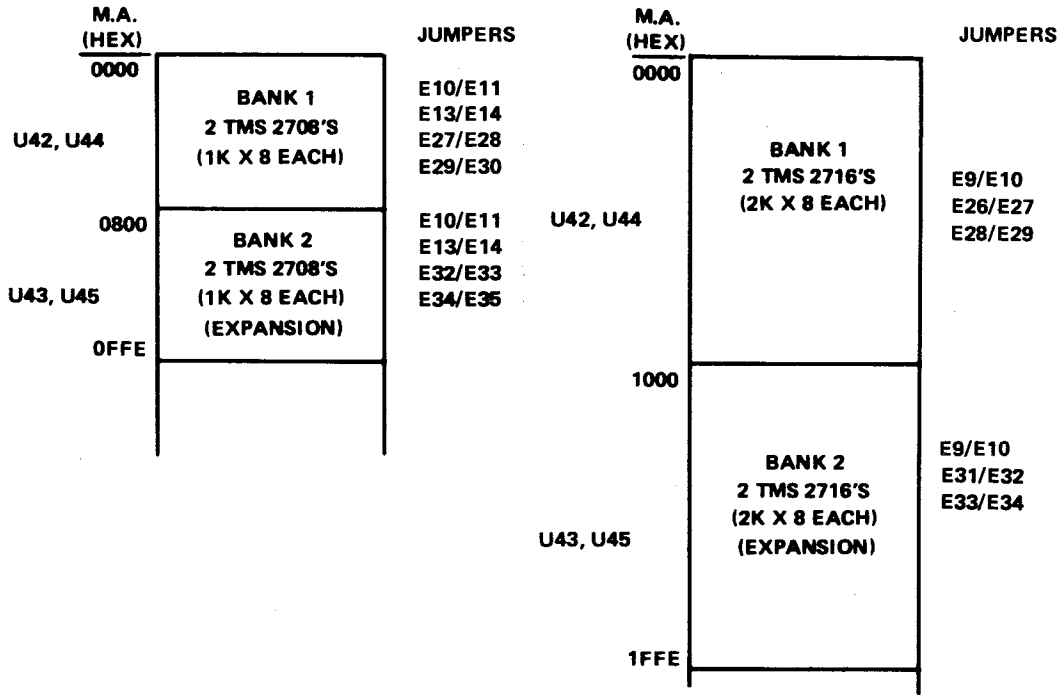 M.A.
(HEX)
JUMPERS
0000
BANK 1
2 TMS 2708'S
(1K X 8 EACH)
U42, U44
E10/E11
E13/E14
E27/E28
E29/E30
0800
BANK 2
2 TMS 2708'S
(1K X 8 EACH)
(EXPANSION)
U43, U45
E10/E11
E13/E14
E32/E33
E34/E35
0FFE
M.A.
(HEX)
JUMPERS
0000
BANK 1
2 TMS 2716'S
(2K X 8 EACH)
U42, U44
E9/E10
E26/E27
E28/E29
1000
BANK 2
2 TMS 2716'S
(2K X 8 EACH)
(EXPANSION)
U43, U45
E9/E10
E31/E32
E33/E34
1FFE